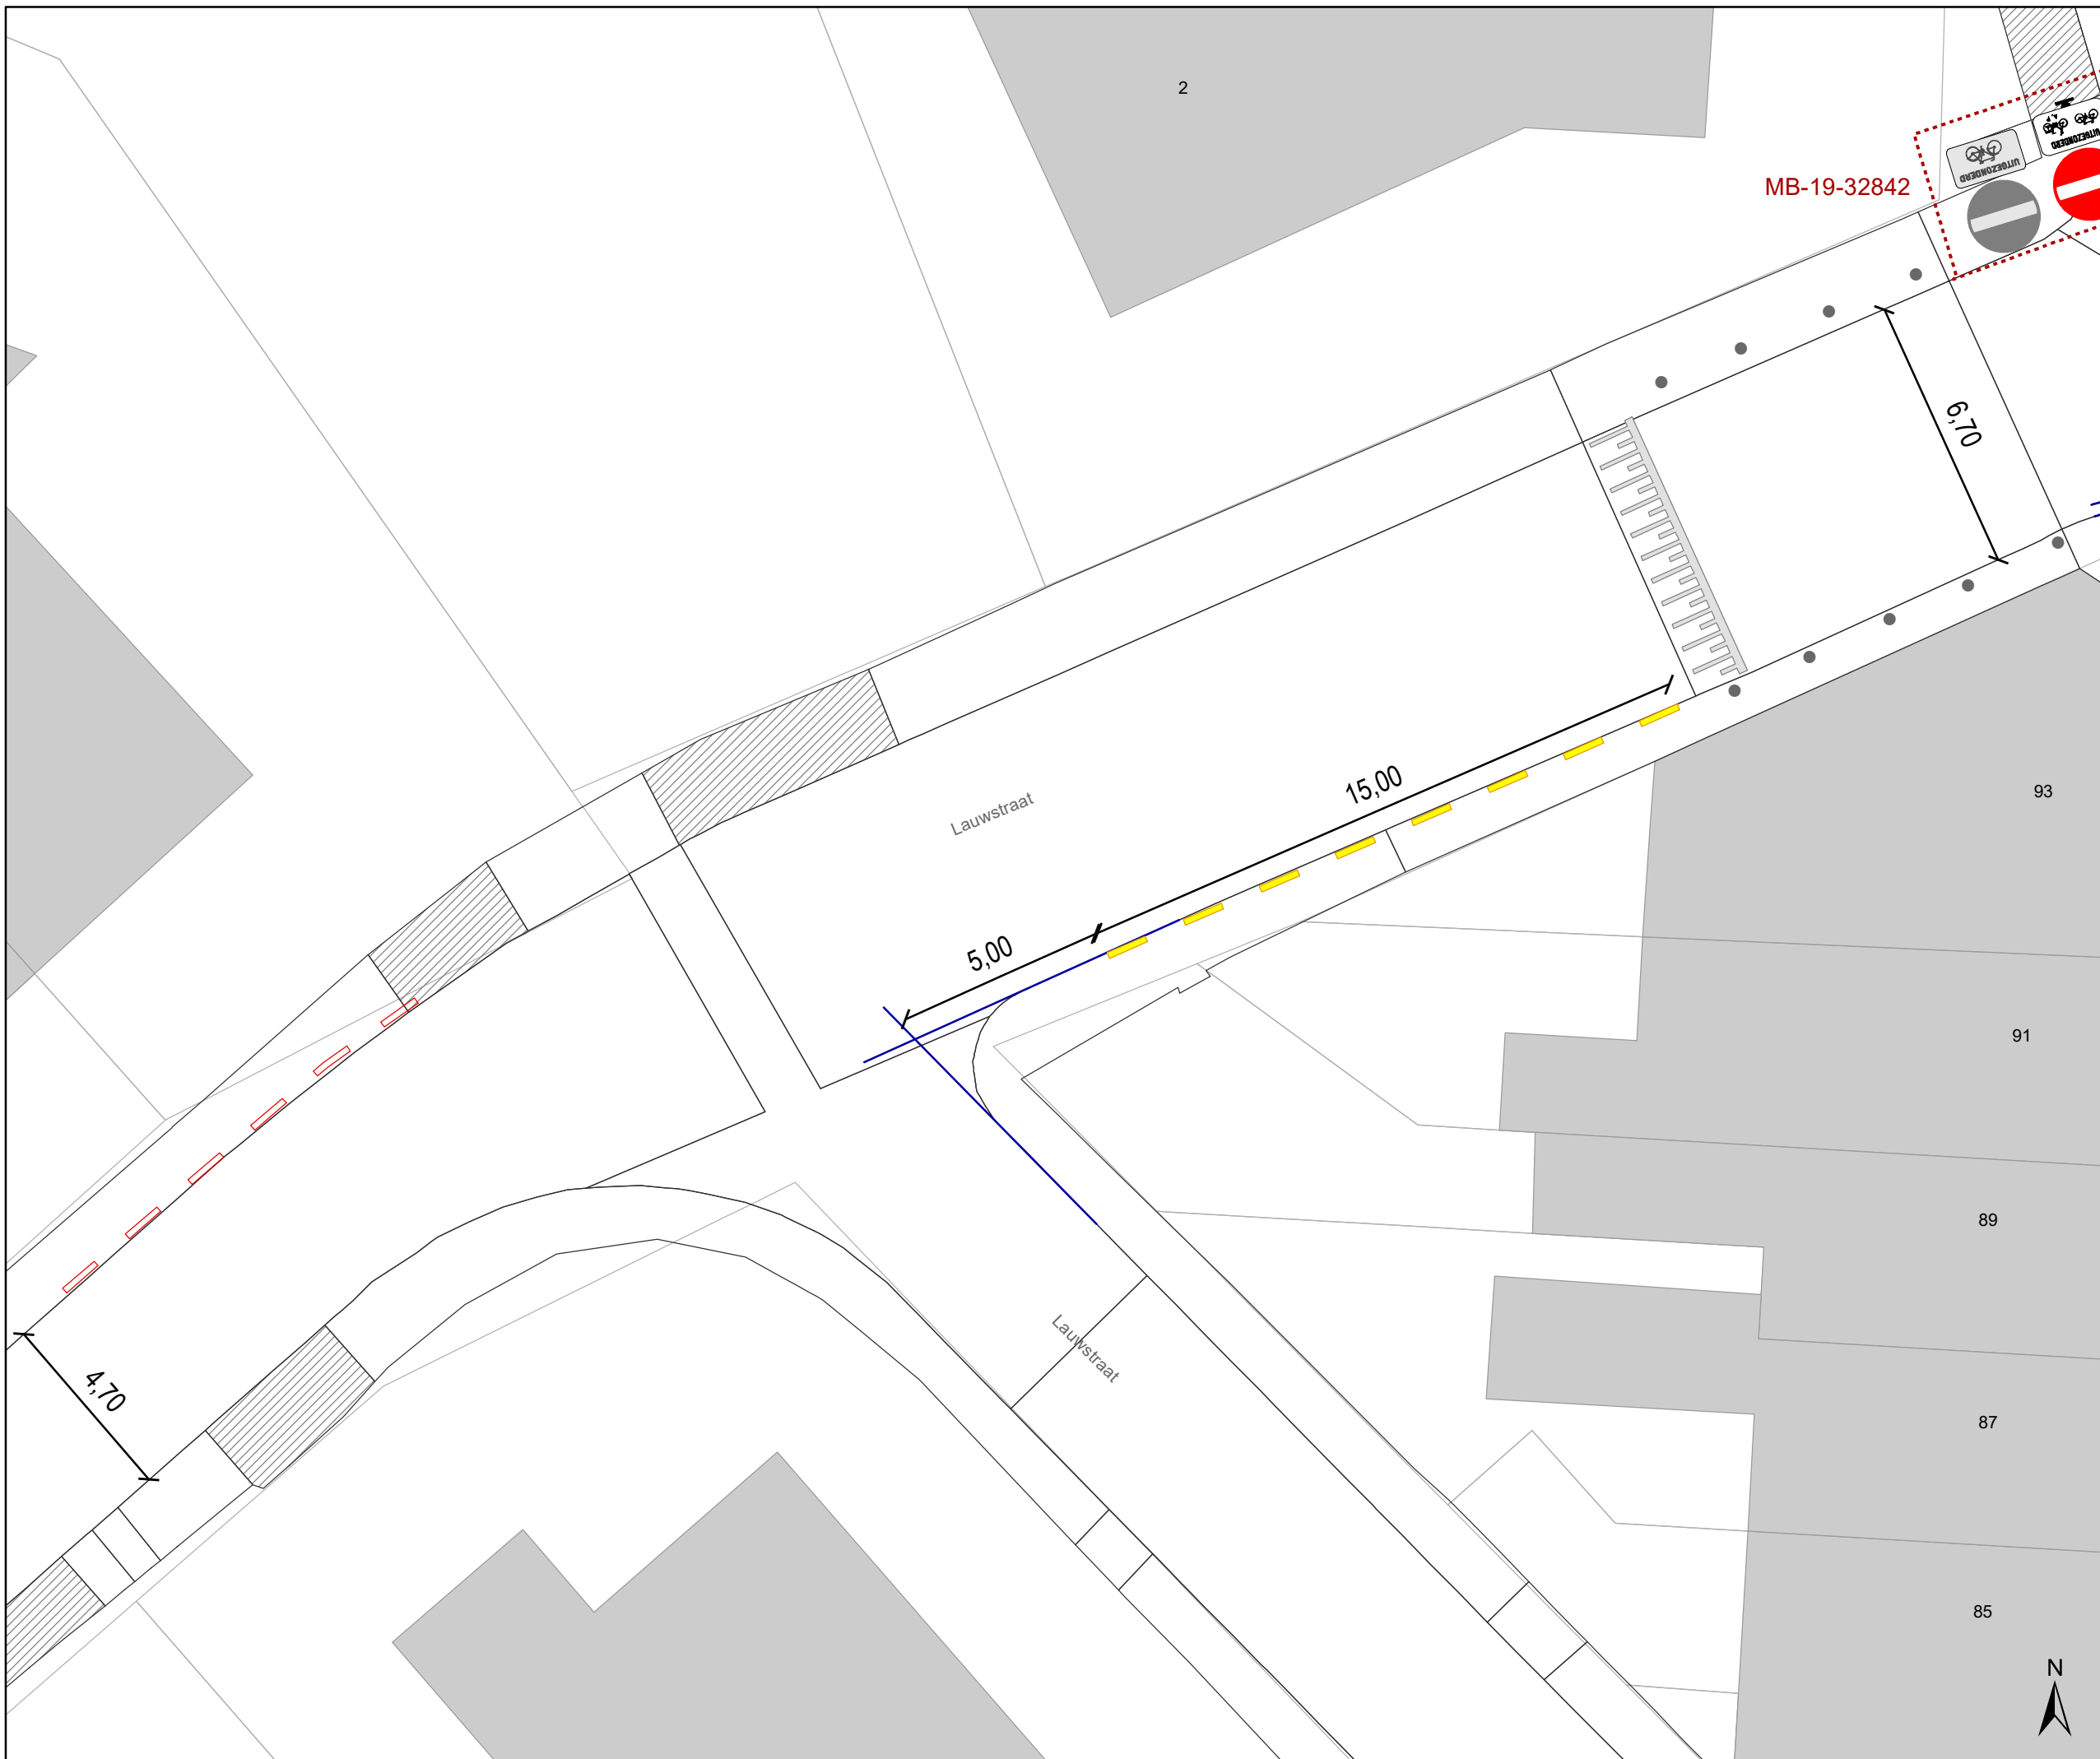 2
UITGEZONDERD
UITGEZONDERD
MB-19-32842
6,70
93
15,00
Lauwstraat
5,00
91
89
Lauwstraat
4,70
87
85
N